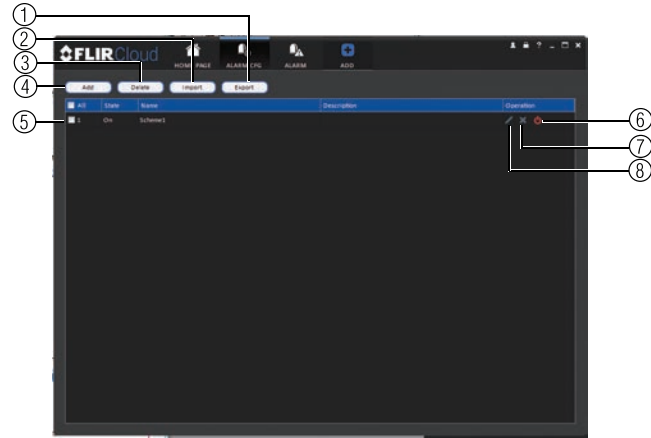 1
2
3
4
5
6
7
8
FLIRCloud
HOME PAGE
ALARM CFG
ALARM
ADD
?
Add
Delete
Import
Export
All State Name Description Operation
1 On Scheme1